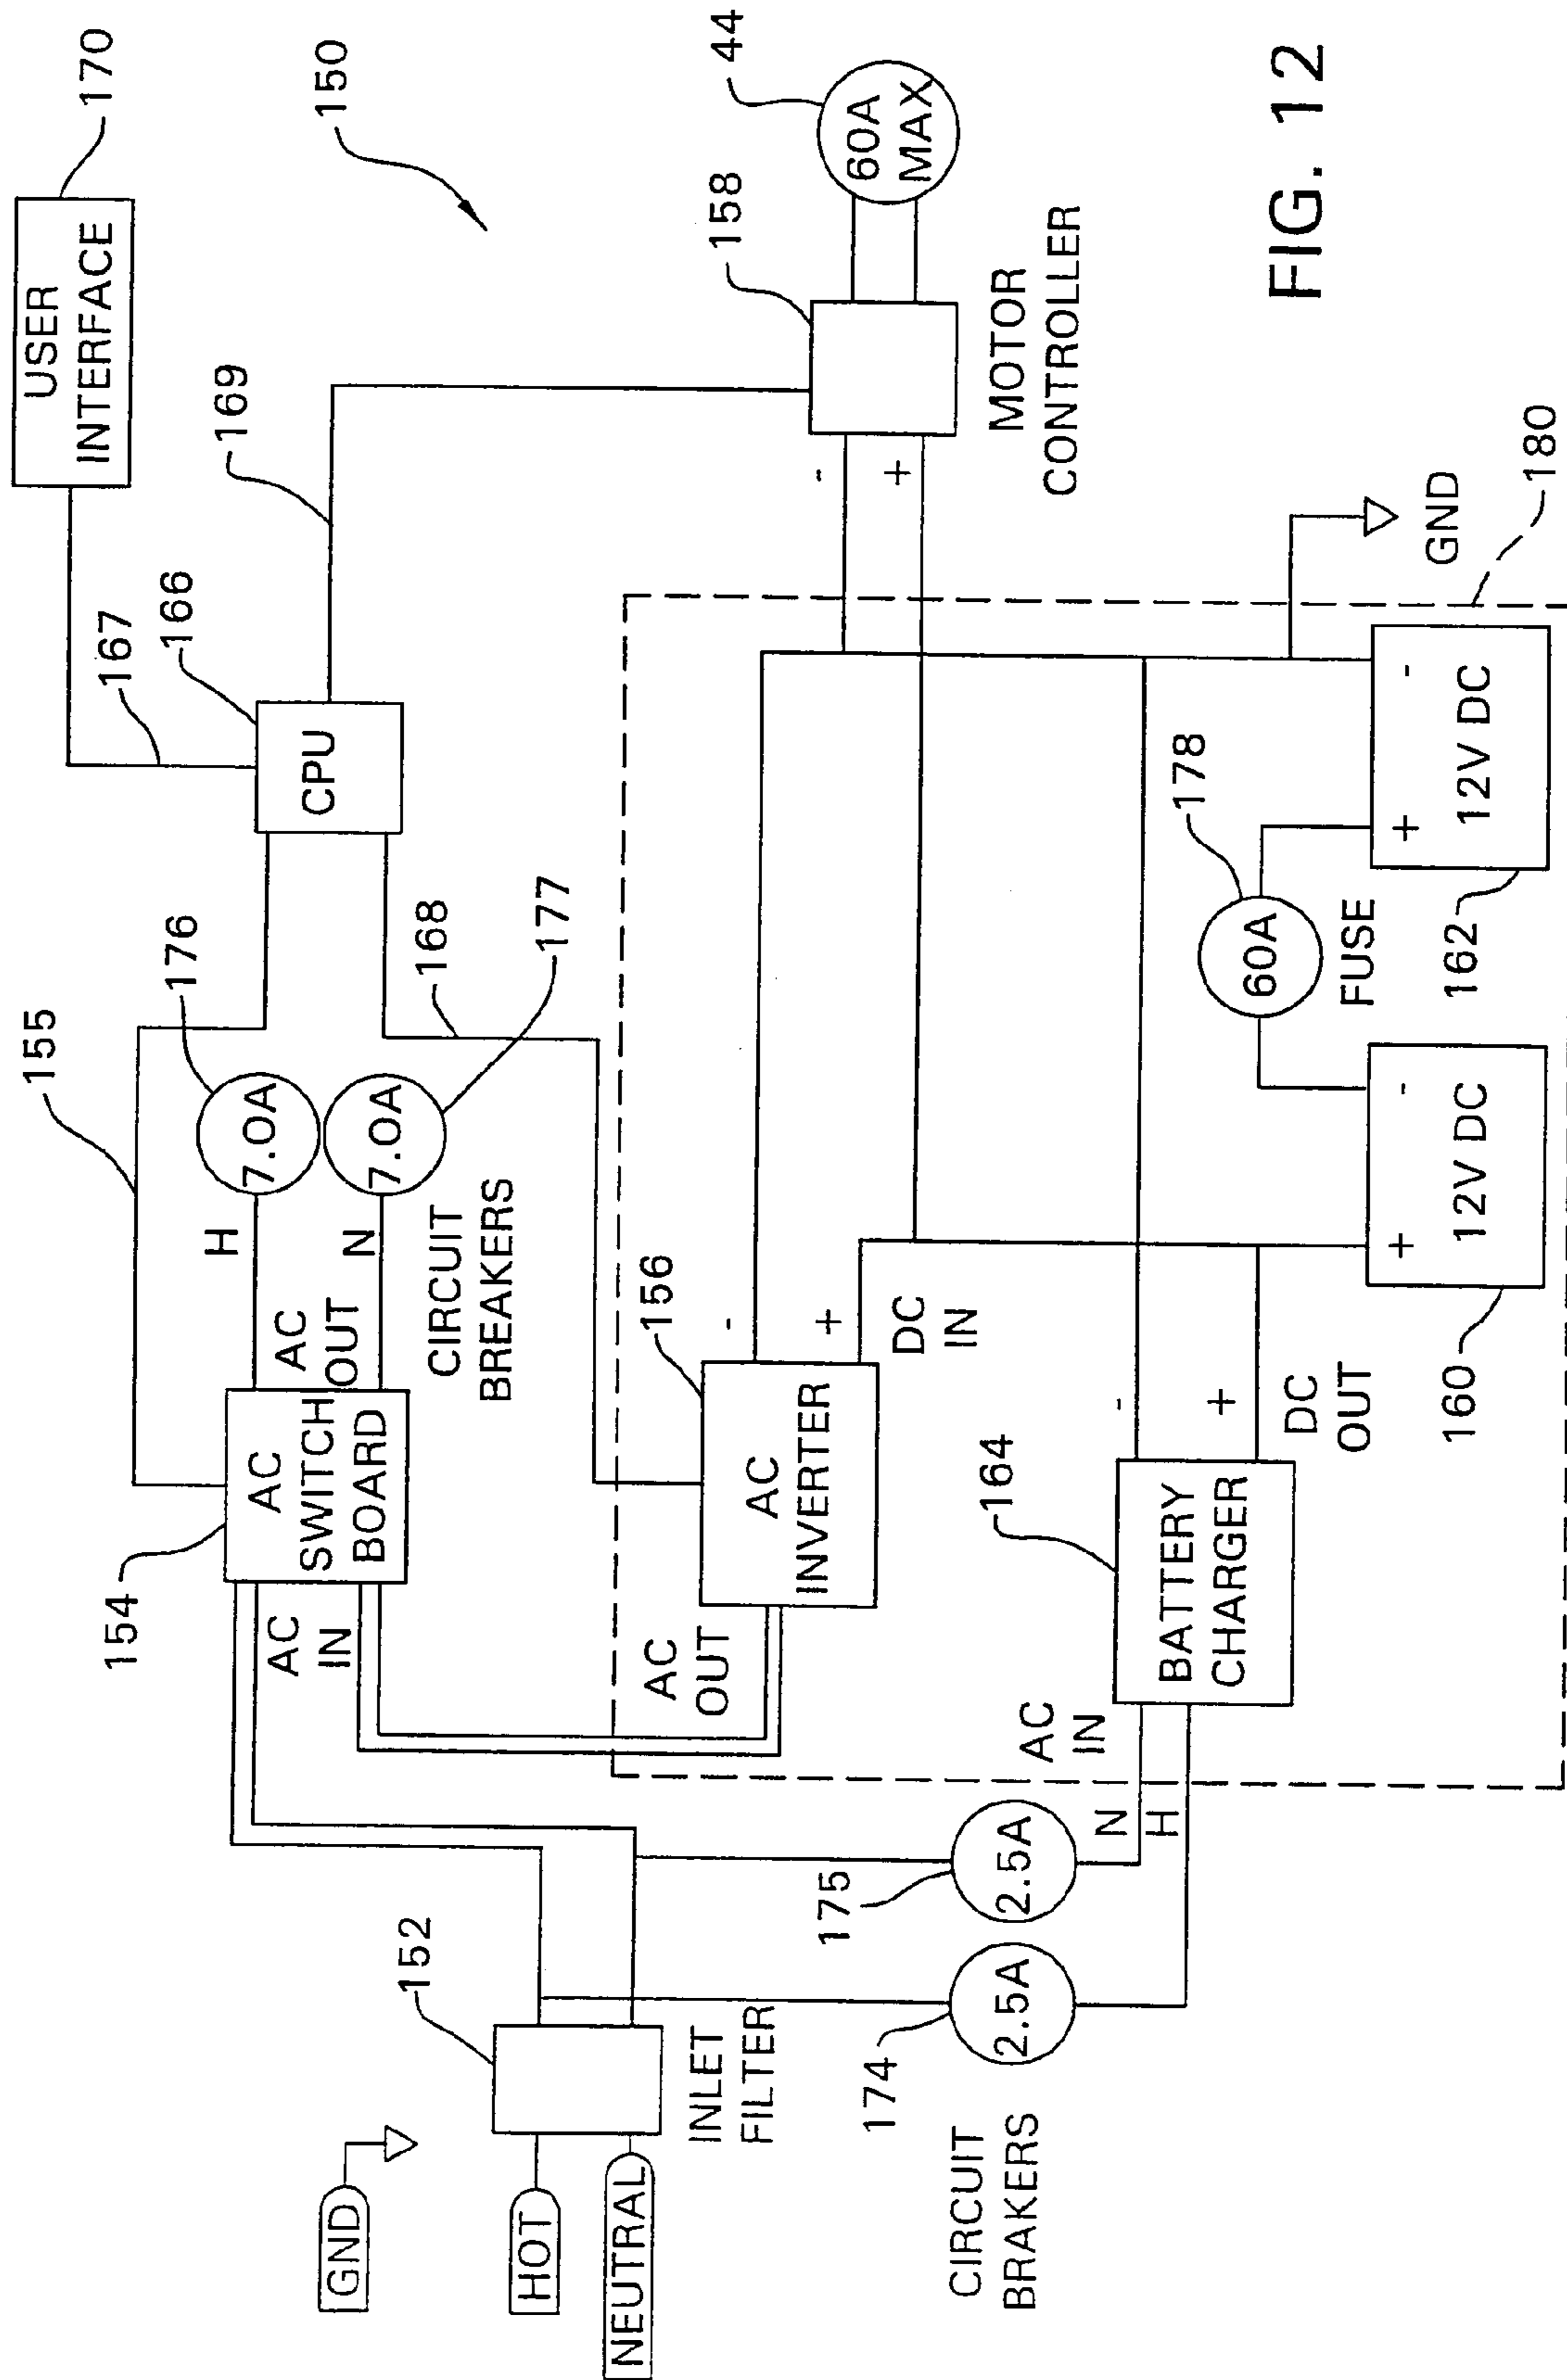 USER
INTERFACE
170
150
167
169
166
CPU
155
176
H
7.0A
AC
OUT
N
7.0A
177
168
CIRCUIT
BREAKERS
154
AC
SWITCH
BOARD
AC
IN
158
44
60A
MAX
MOTOR
CONTROLLER
-
+
152
GND
HOT
NEUTRAL
INLET
FILTER
AC
OUT
156
AC
INVERTER
-
+
DC
IN
175
2.5A
174
2.5A
CIRCUIT
BRAKERS
N
H
AC
IN
164
BATTERY
CHARGER
-
+
DC
OUT
178
60A
FUSE
+
-
12V DC
160
+
-
12V DC
162
GND
180
FIG. 12